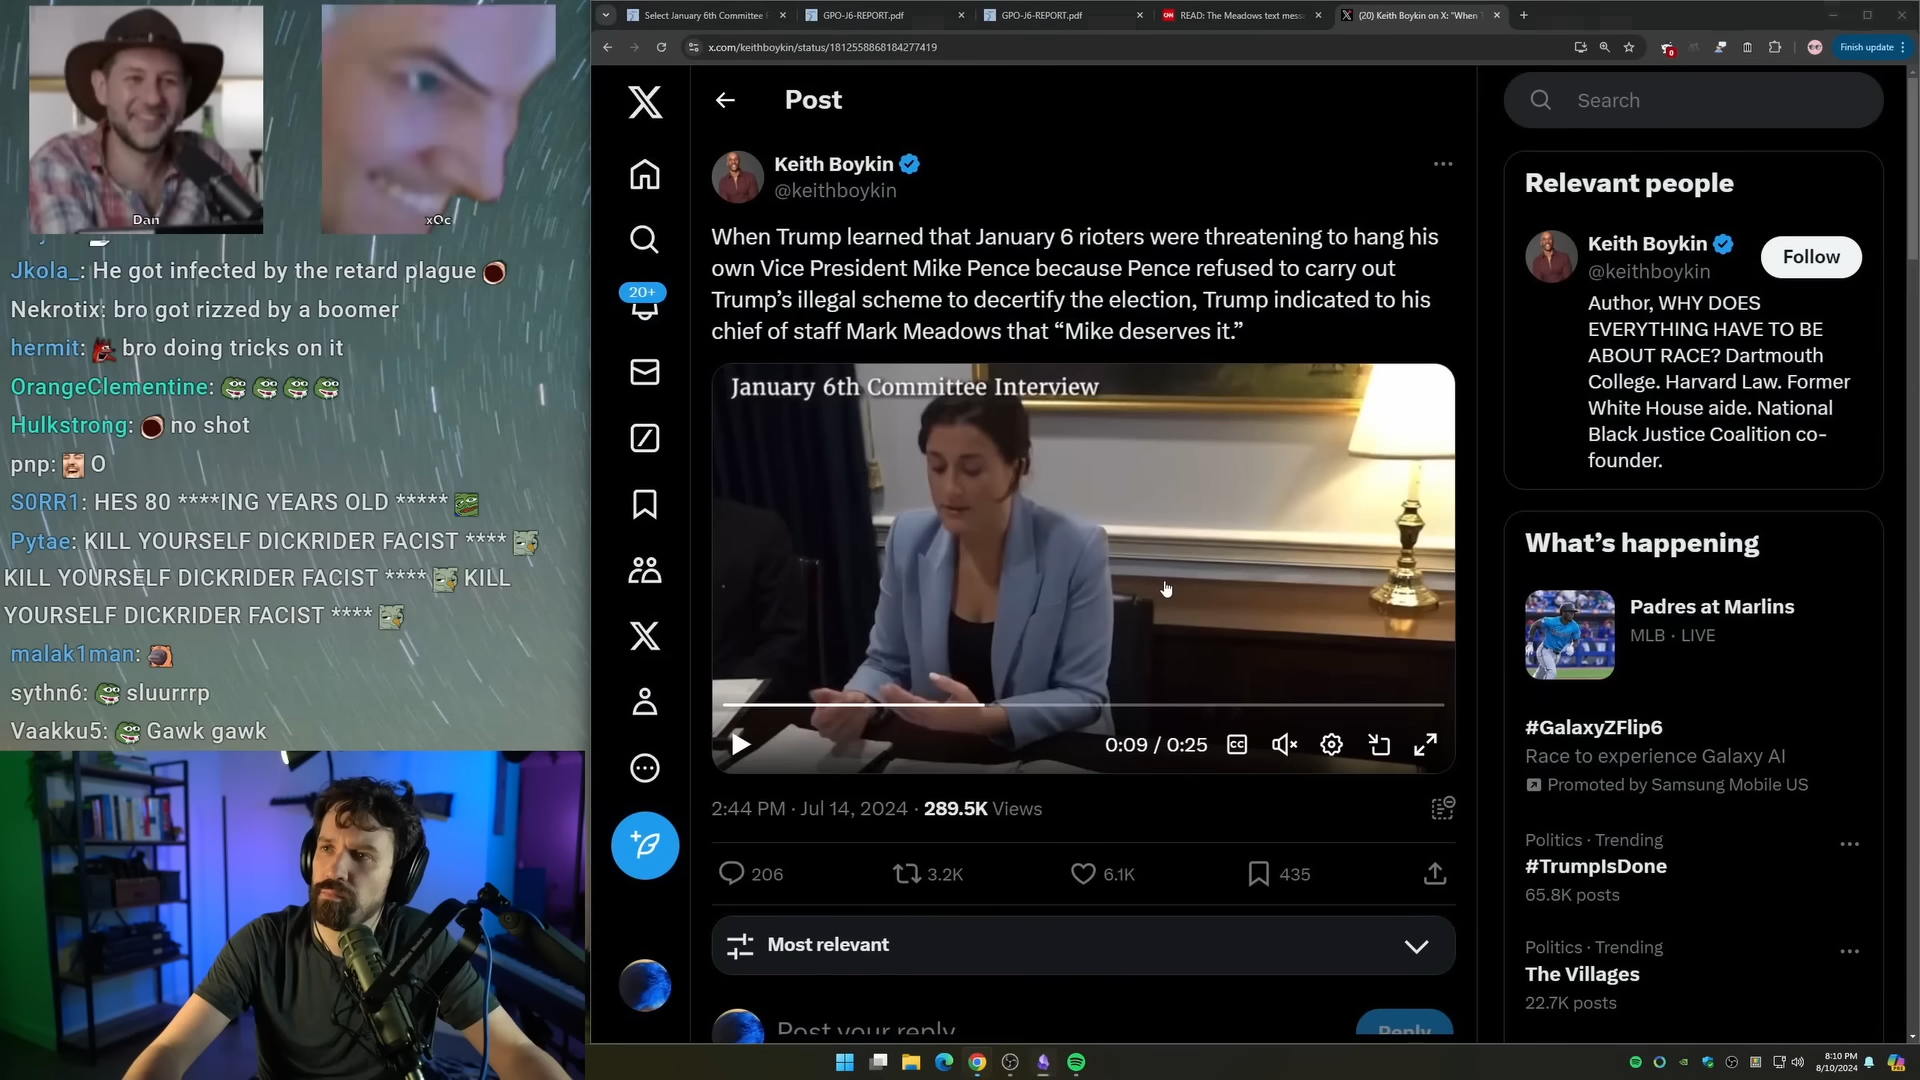 Select January 6th Committee F
GPO-J6-REPORT.pdf
GPO-J6-REPORT.pdf
CNN
READ: The Meadows text messa
(20) Keith Boykin on X: "When T
x.com/keithboykin/status/1812558868184277419
Finish update
Dan
xQc
Jkola_: He got infected by the retard plague
Nekrotix: bro got rizzed by a boomer
hermit: bro doing tricks on it
OrangeClementine:
Hulkstrong: no shot
pnp: O
S0RR1: HES 80 ****ING YEARS OLD *****
Pytae: KILL YOURSELF DICKRIDER FACIST ****
KILL YOURSELF DICKRIDER FACIST **** KILL
YOURSELF DICKRIDER FACIST ****
malak1man:
sythn6: sluurrrp
Vaakku5: Gawk gawk
20+
Post
Keith Boykin
@keithboykin
When Trump learned that January 6 rioters were threatening to hang his
own Vice President Mike Pence because Pence refused to carry out
Trump’s illegal scheme to decertify the election, Trump indicated to his
chief of staff Mark Meadows that “Mike deserves it.”
January 6th Committee Interview
0:09 / 0:25
CC
2:44 PM · Jul 14, 2024 · 289.5K Views
206
3.2K
6.1K
435
Most relevant
Post your reply
Reply
Search
Relevant people
Keith Boykin
@keithboykin
Follow
Author, WHY DOES
EVERYTHING HAVE TO BE
ABOUT RACE? Dartmouth
College. Harvard Law. Former
White House aide. National
Black Justice Coalition co-
founder.
What’s happening
Padres at Marlins
MLB · LIVE
#GalaxyZFlip6
Race to experience Galaxy AI
Promoted by Samsung Mobile US
Politics · Trending
#TrumpIsDone
65.8K posts
Politics · Trending
The Villages
22.7K posts
8:10 PM
8/10/2024